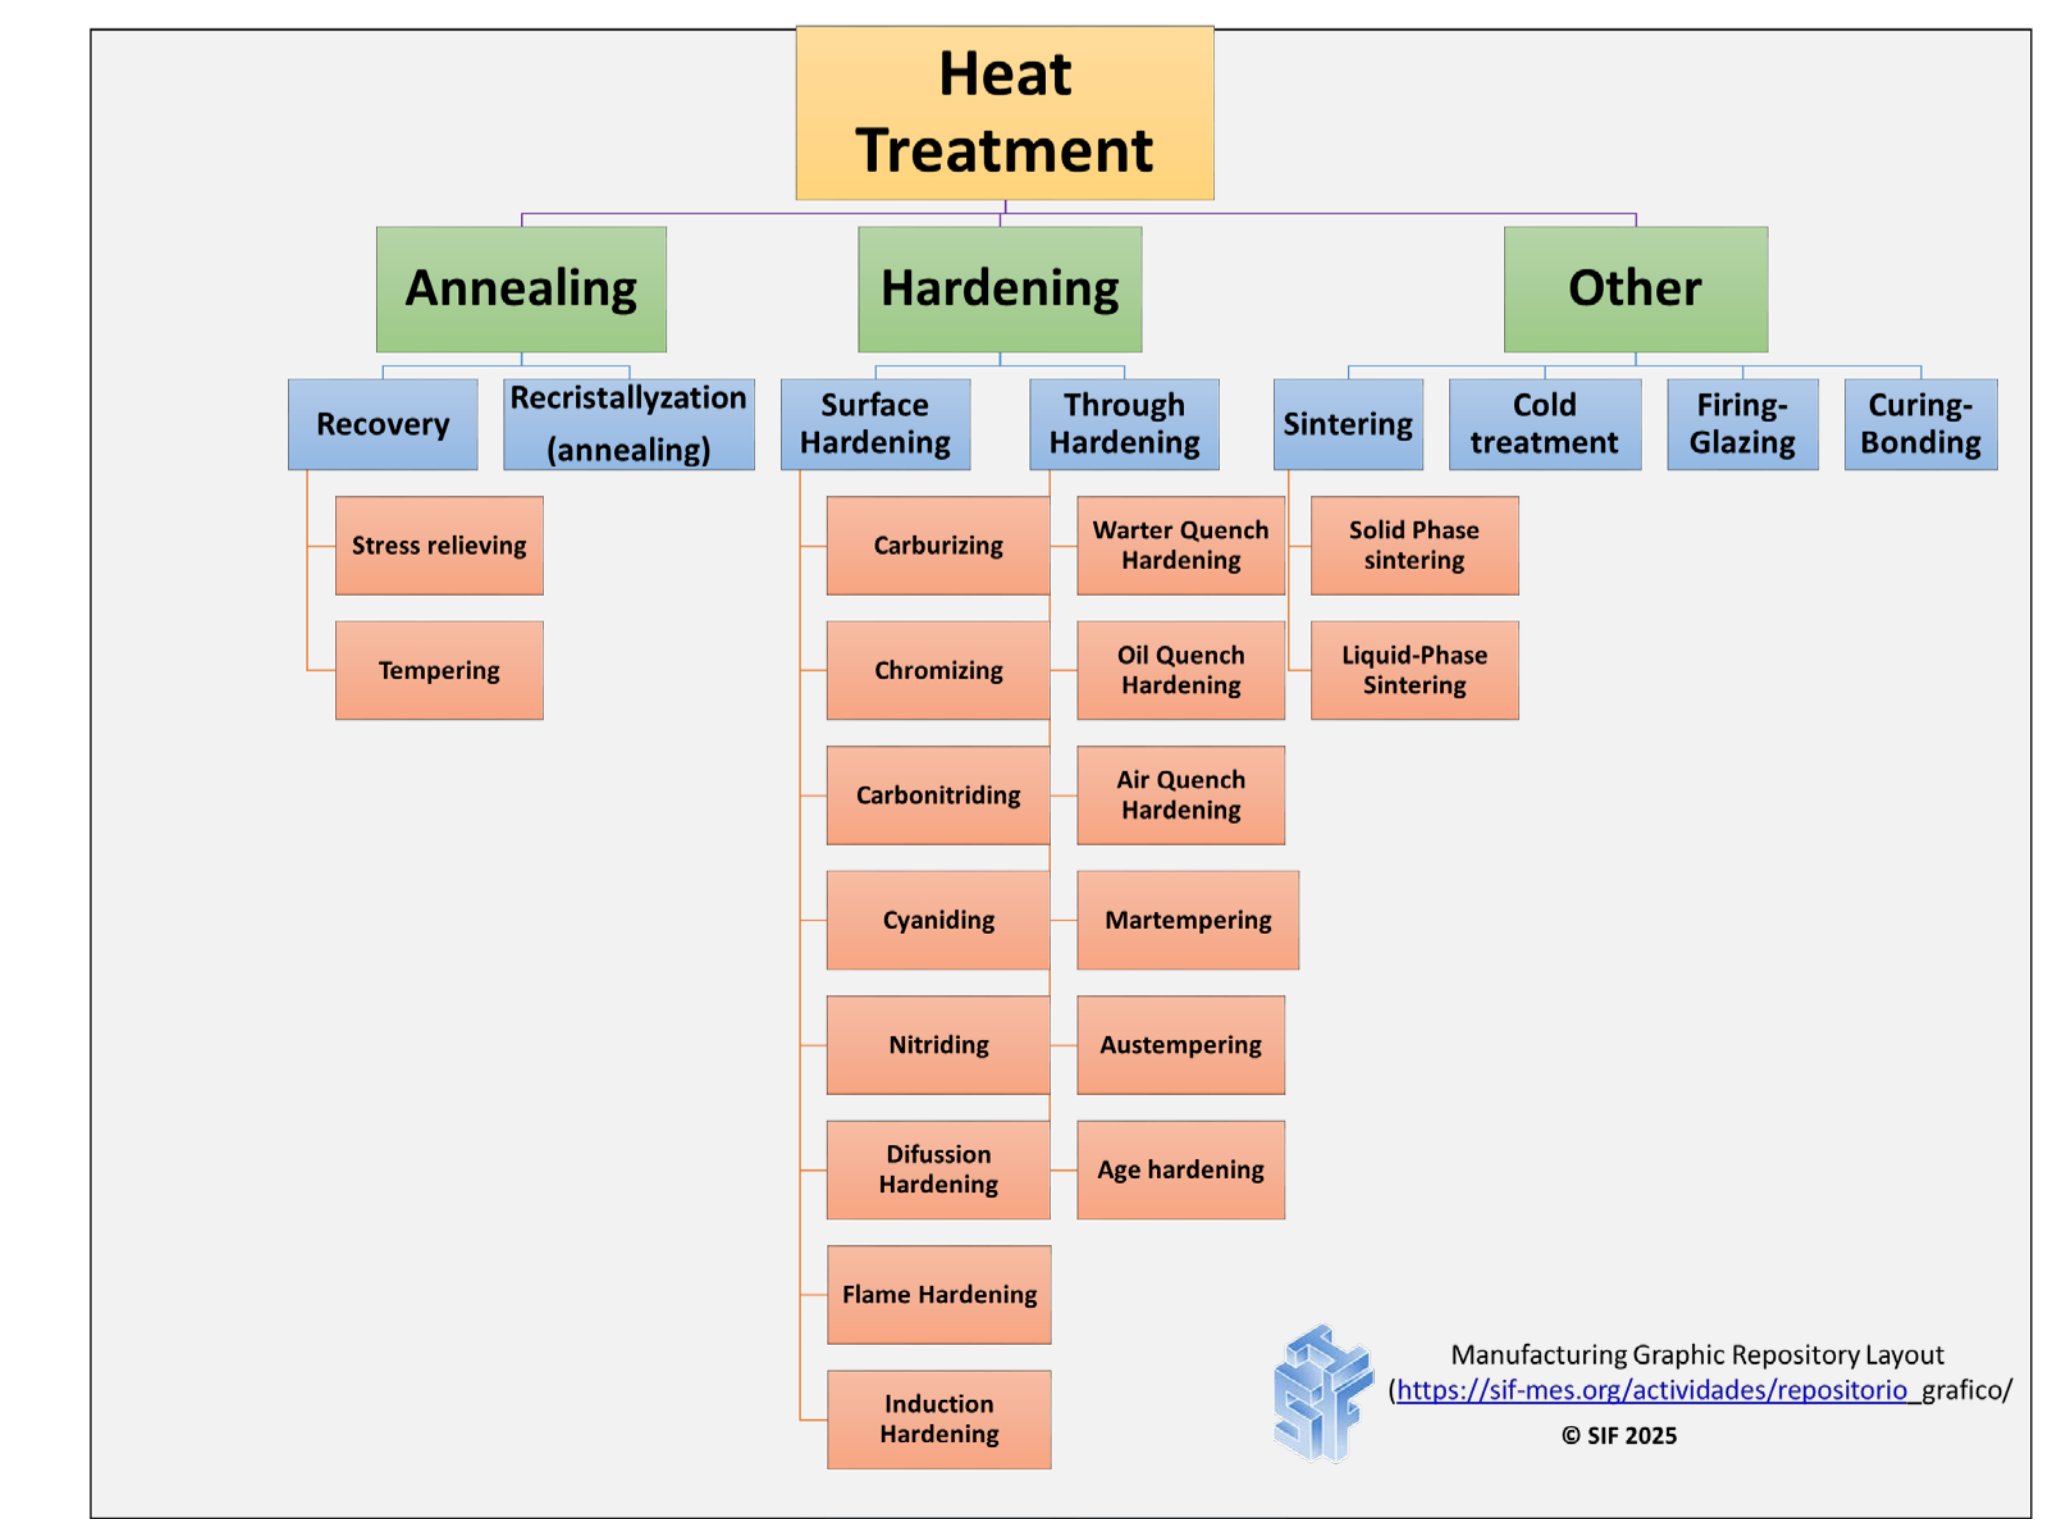 Heat
Treatment
Annealing
Hardening
Other
Recovery
Recristallyzation
(annealing)
Surface
Hardening
Through
Hardening
Sintering
Cold
treatment
Firing-
Glazing
Curing-
Bonding
Stress relieving
Tempering
Carburizing
Chromizing
Carbonitriding
Cyaniding
Nitriding
Difussion
Hardening
Flame Hardening
Induction
Hardening
Warter Quench
Hardening
Oil Quench
Hardening
Air Quench
Hardening
Martempering
Austempering
Age hardening
Solid Phase
sintering
Liquid-Phase
Sintering
SIF
Manufacturing Graphic Repository Layout
(https://sif-mes.org/actividades/repositorio_grafico/
© SIF 2025